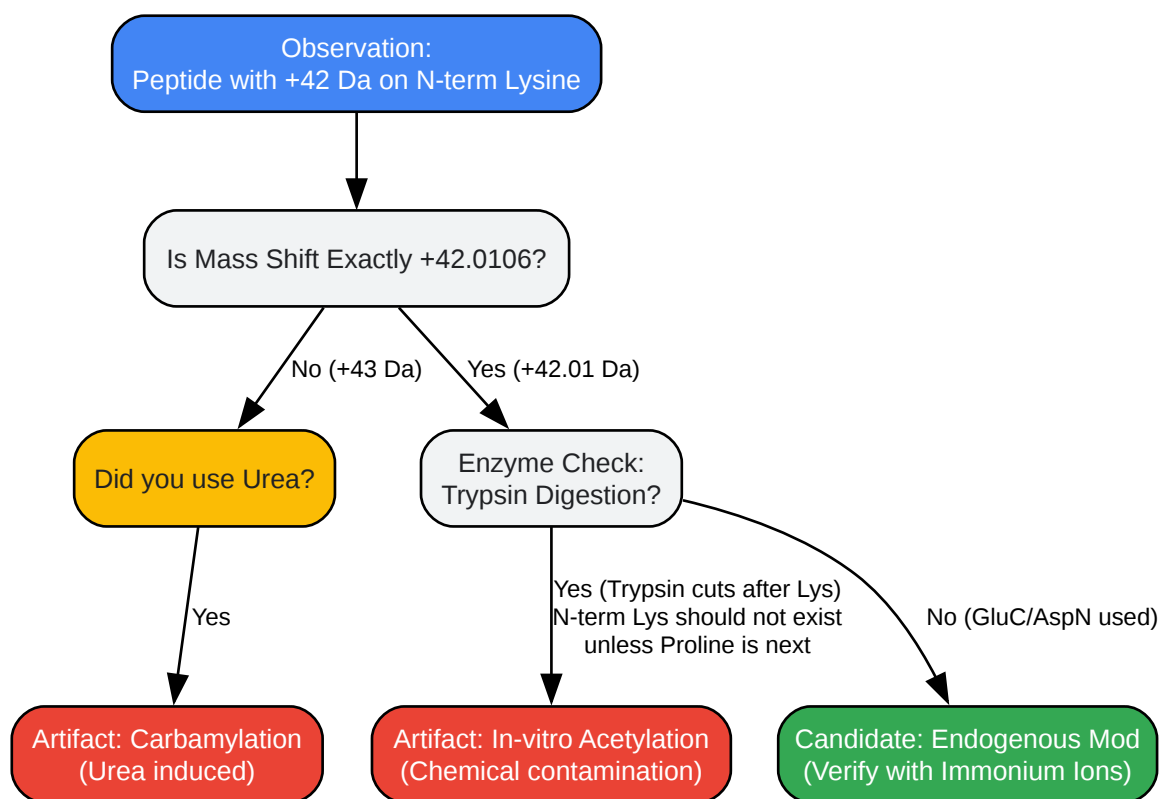 Observation:
Peptide with +42 Da on N-term Lysine
Is Mass Shift Exactly +42.0106?
No (+43 Da)
Yes (+42.01 Da)
Did you use Urea?
Enzyme Check:
Trypsin Digestion?
Yes
Yes (Trypsin cuts after Lys)
N-term Lys should not exist
unless Proline is next
No (GluC/AspN used)
Artifact: Carbamylation
(Urea induced)
Artifact: In-vitro Acetylation
(Chemical contamination)
Candidate: Endogenous Mod
(Verify with Immonium Ions)